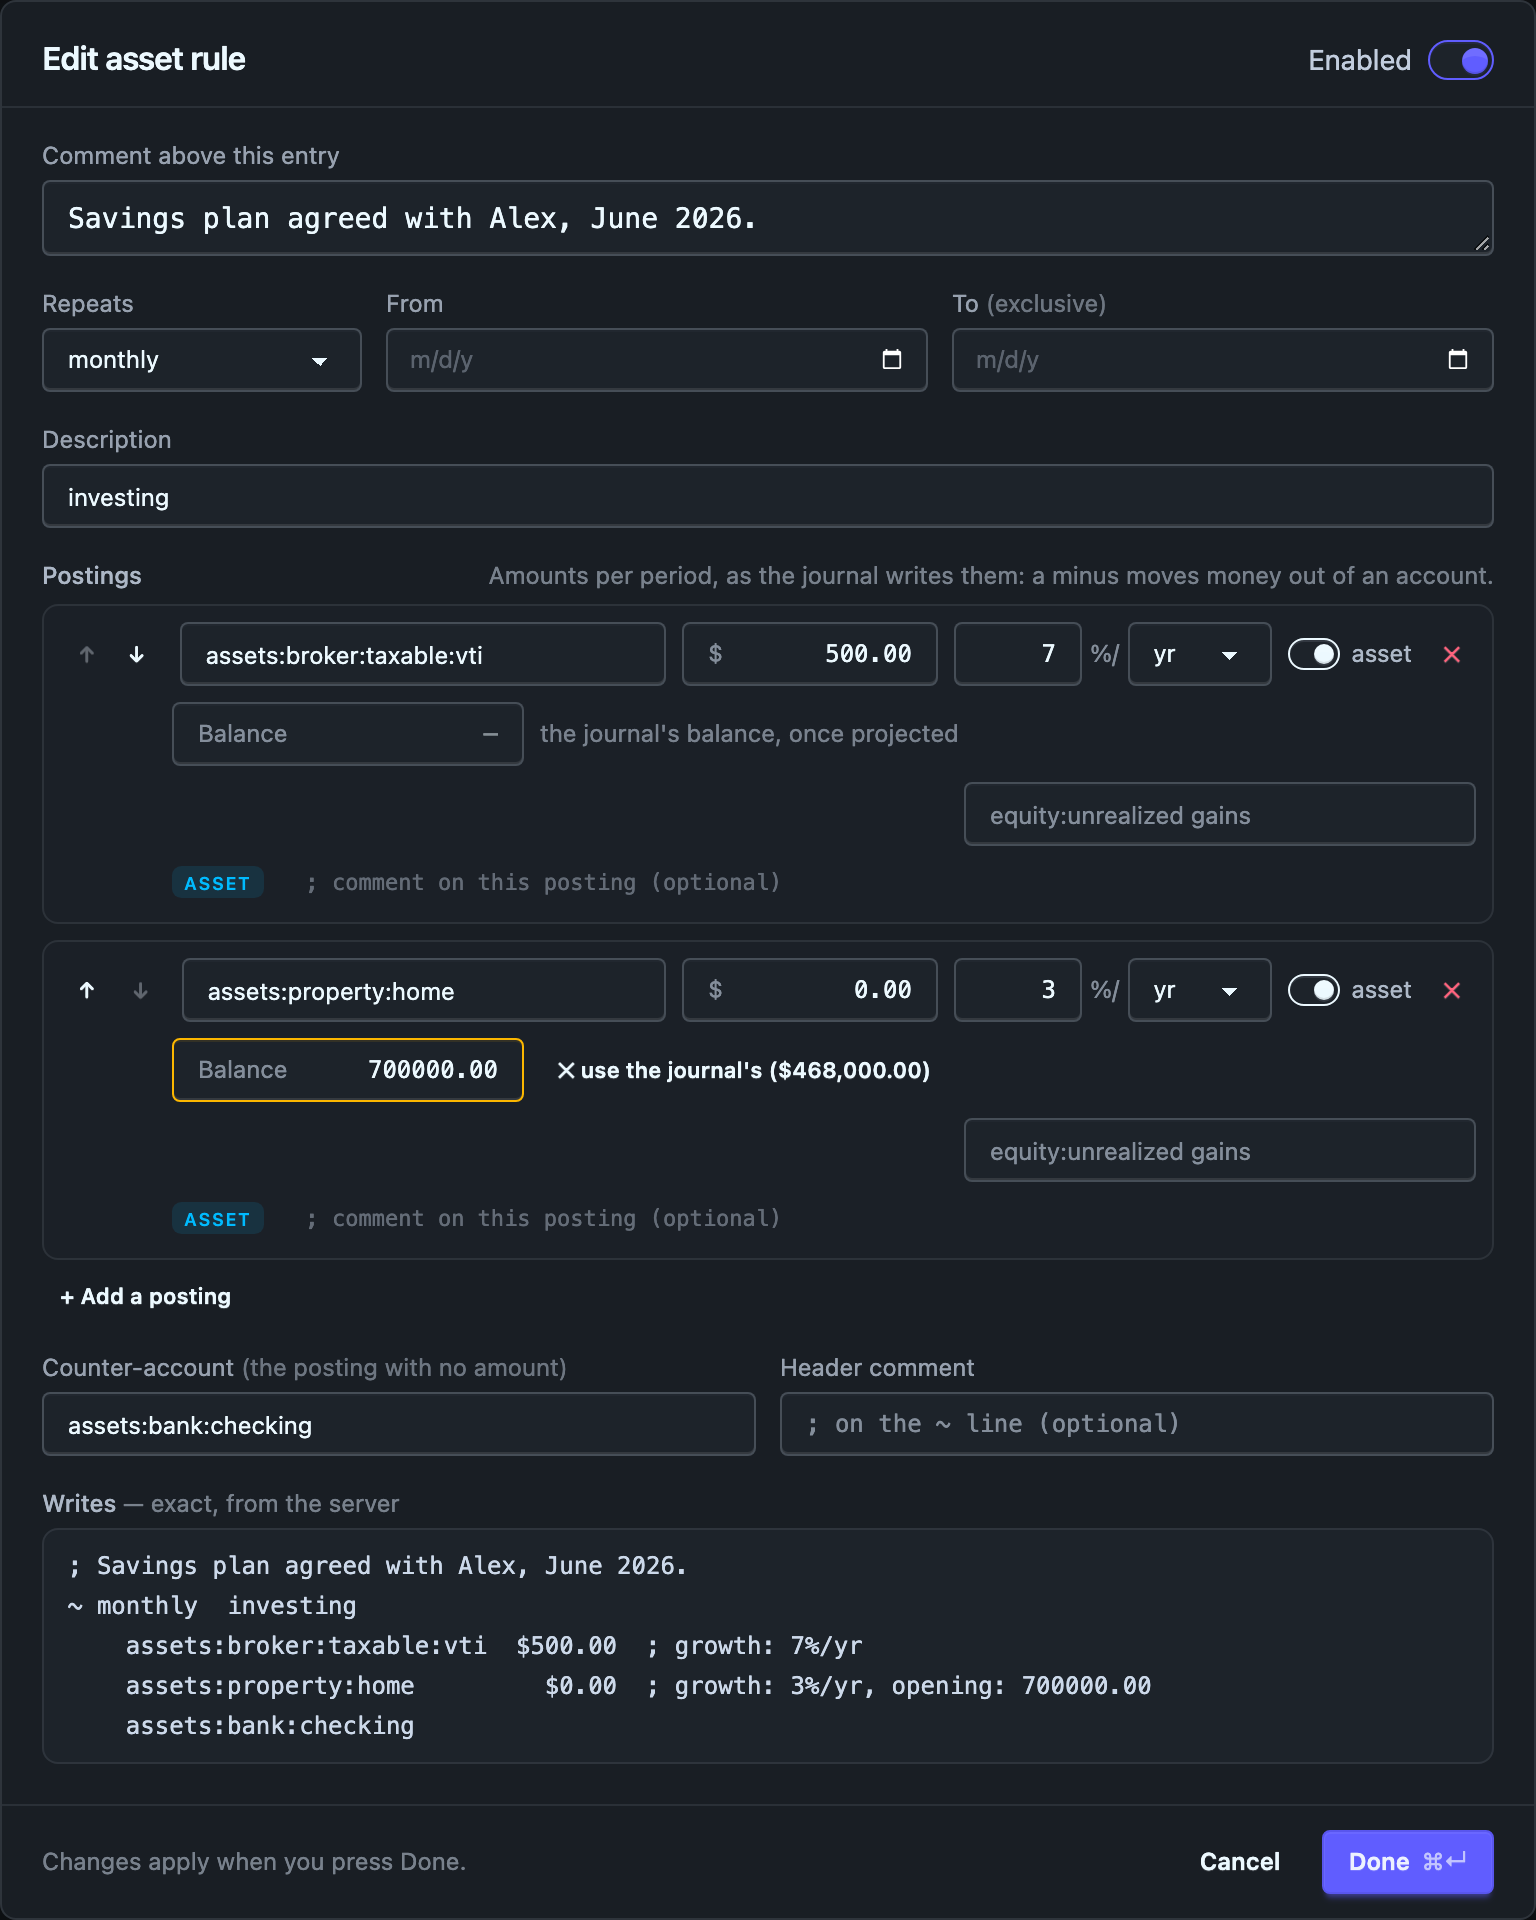 Edit asset rule
Enabled
Comment above this entry
Savings plan agreed with Alex, June 2026.
Repeats
From
To (exclusive)
monthly
m/d/y
m/d/y
Description
investing
Postings
Amounts per period, as the journal writes them: a minus moves money out of an account.
↑ ↓ assets:broker:taxable:vti $ 500.00 7 %/ yr asset ✕
Balance – the journal's balance, once projected
equity:unrealized gains
ASSET ; comment on this posting (optional)
↑ ↓ assets:property:home $ 0.00 3 %/ yr asset ✕
Balance 700000.00 ✕ use the journal's ($468,000.00)
equity:unrealized gains
ASSET ; comment on this posting (optional)
+ Add a posting
Counter-account (the posting with no amount)
Header comment
assets:bank:checking
; on the ~ line (optional)
Writes — exact, from the server
; Savings plan agreed with Alex, June 2026.
~ monthly  investing
    assets:broker:taxable:vti  $500.00  ; growth: 7%/yr
    assets:property:home         $0.00  ; growth: 3%/yr, opening: 700000.00
    assets:bank:checking
Changes apply when you press Done.
Cancel
Done ⌘↵